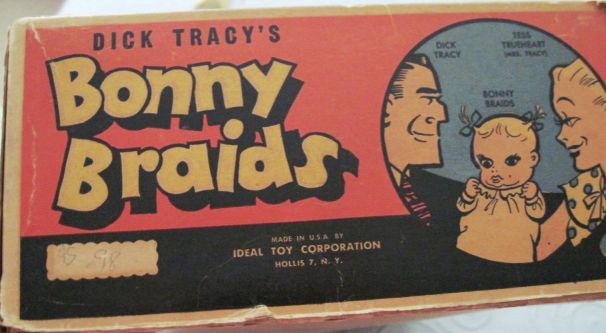 DICK TRACY'S
Bonny
Braids
DICK
TRACY
TESS
TRUEHEART
(MRS. TRACY)
BONNY
BRAIDS
MADE IN U.S.A. BY
IDEAL TOY CORPORATION
HOLLIS 7, N. Y.
98